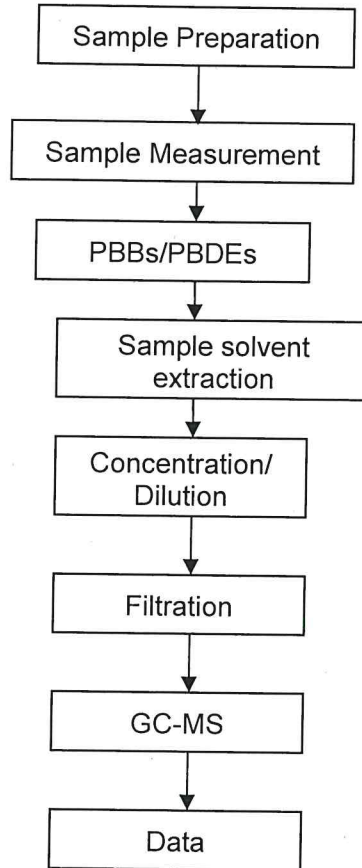 Sample Preparation
Sample Measurement
PBBs/PBDEs
Sample solvent
extraction
Concentration/
Dilution
Filtration
GC-MS
Data